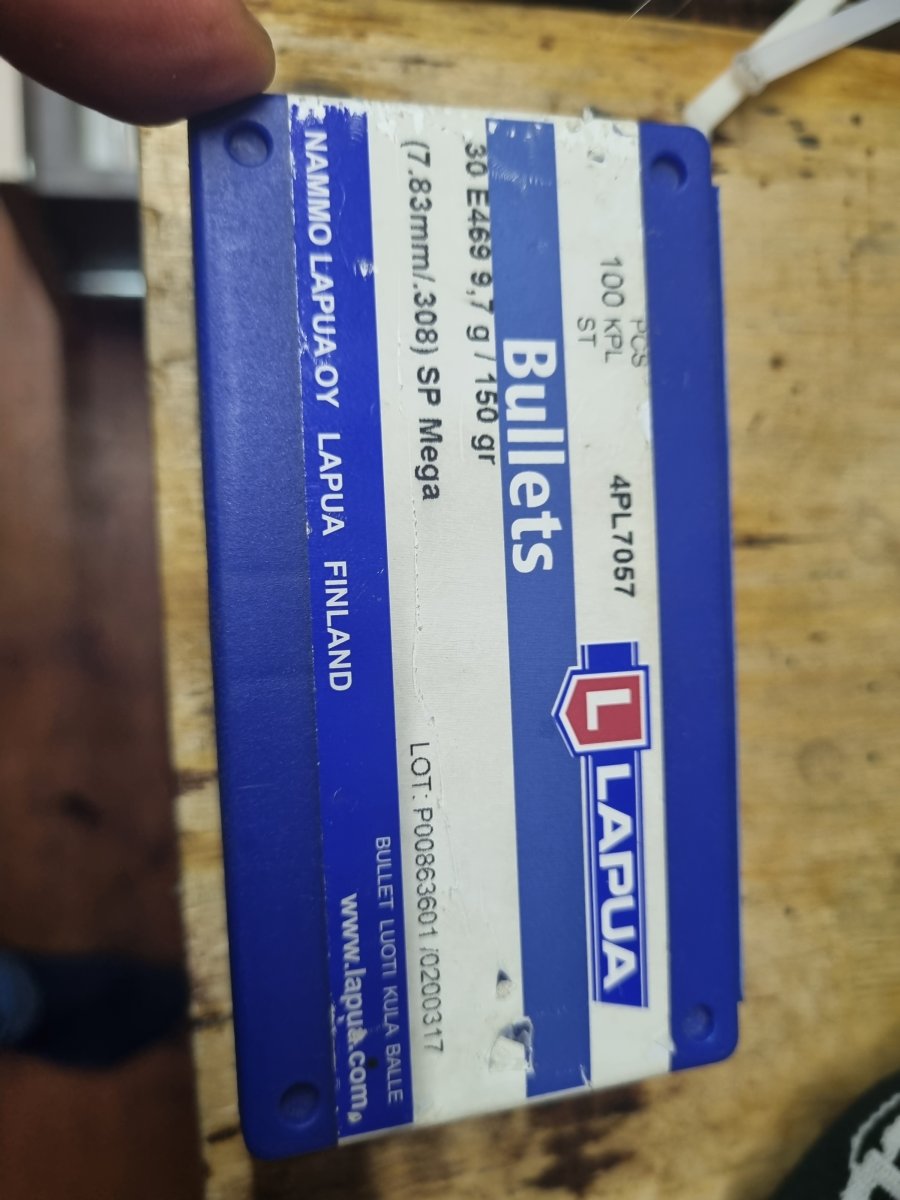 PCS
100 KPL
ST
4PL7057
L LAPUA
Bullets
30 E469 9,7 g / 150 gr
(7.83mm/.308) SP Mega
LOT: P00863601 /0200317
NAMMO LAPUA OY LAPUA FINLAND
BULLET LUOTI KULA BALLE
www.lapua.com